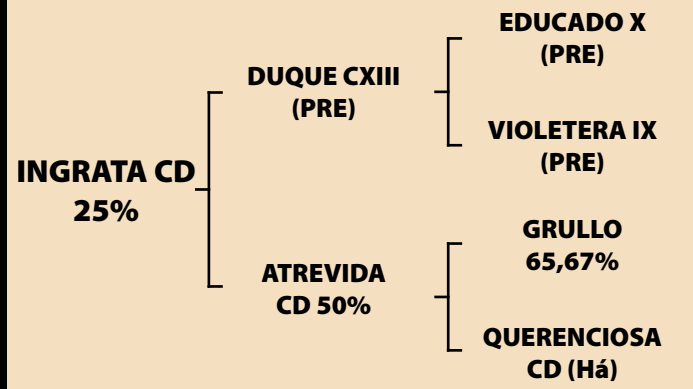 INGRATA CD
25%
DUQUE CXIII
(PRE)
ATREVIDA
CD 50%
EDUCADO X
(PRE)
VIOLETERA IX
(PRE)
GRULLO
65,67%
QUERENCIOSA
CD (Há)